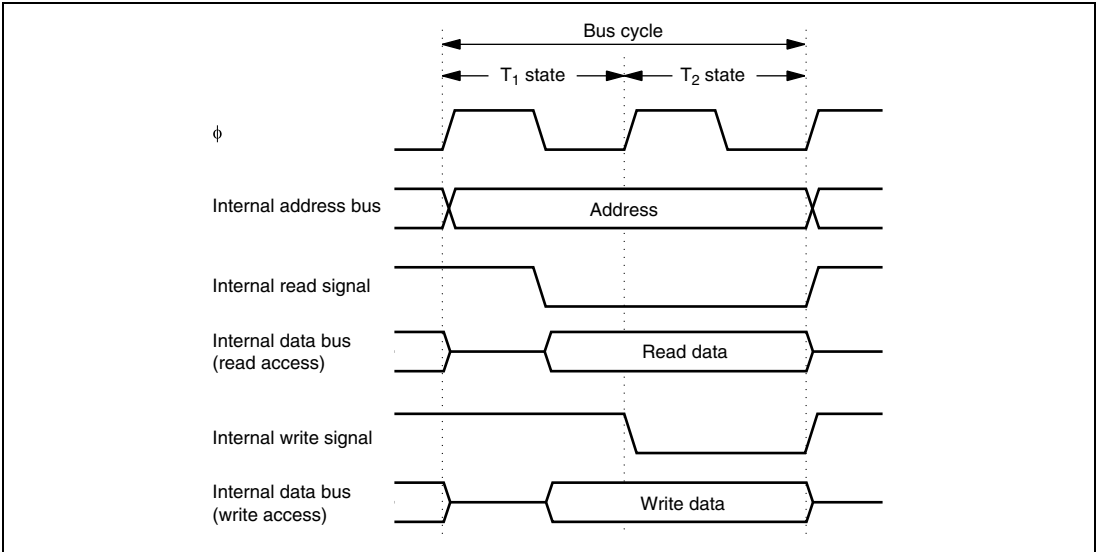 Bus cycle
T₁ state
T₂ state
ϕ
Internal address bus
Address
Internal read signal
Internal data bus
(read access)
Read data
Internal write signal
Internal data bus
(write access)
Write data